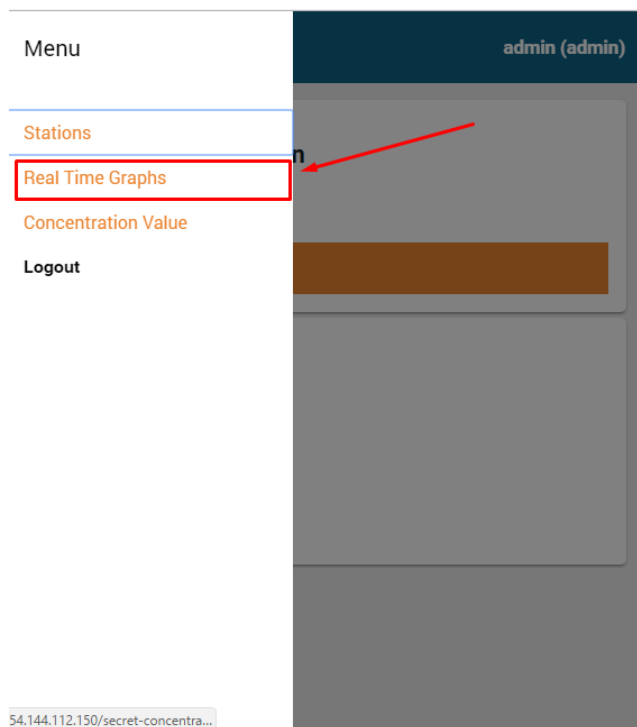 Menu
admin (admin)
Stations
n
Real Time Graphs
Concentration Value
Logout
54.144.112.150/secret-concentra...